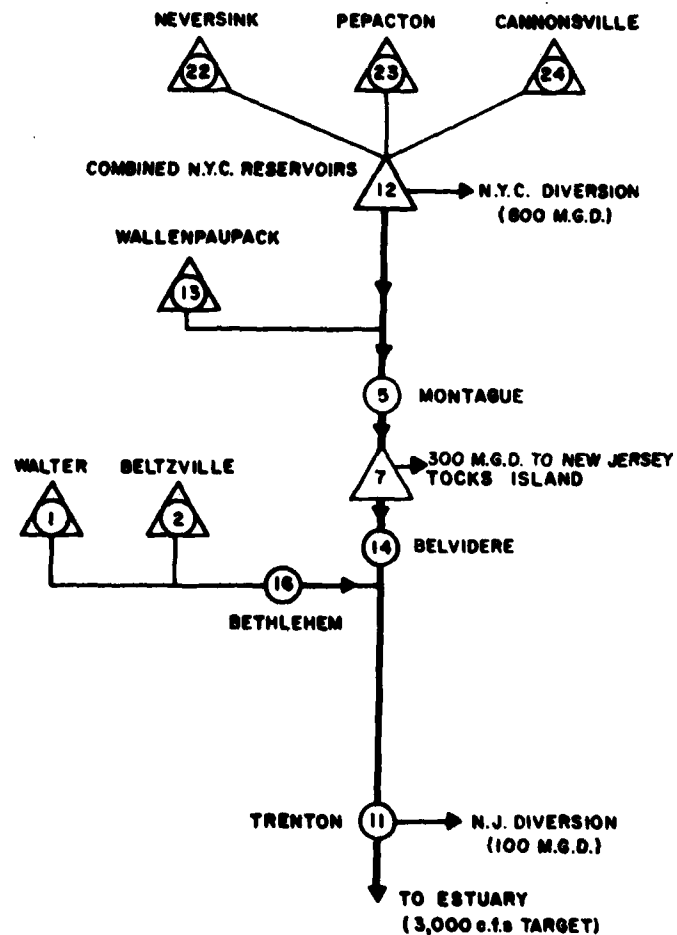 NEVERSINK
PEPACTON
CANNONSVILLE
22
23
24
COMBINED N.Y.C. RESERVOIRS
12
N.Y.C. DIVERSION
(800 M.G.D.)
WALLENPAUPACK
13
5
MONTAGUE
WALTER
BELTZVILLE
7
300 M.G.D. TO NEW JERSEY
TOCKS ISLAND
1
2
14
BELVIDERE
16
BETHLEHEM
TRENTON
11
N.J. DIVERSION
(100 M.G.D.)
TO ESTUARY
(3,000 c.f.s TARGET)